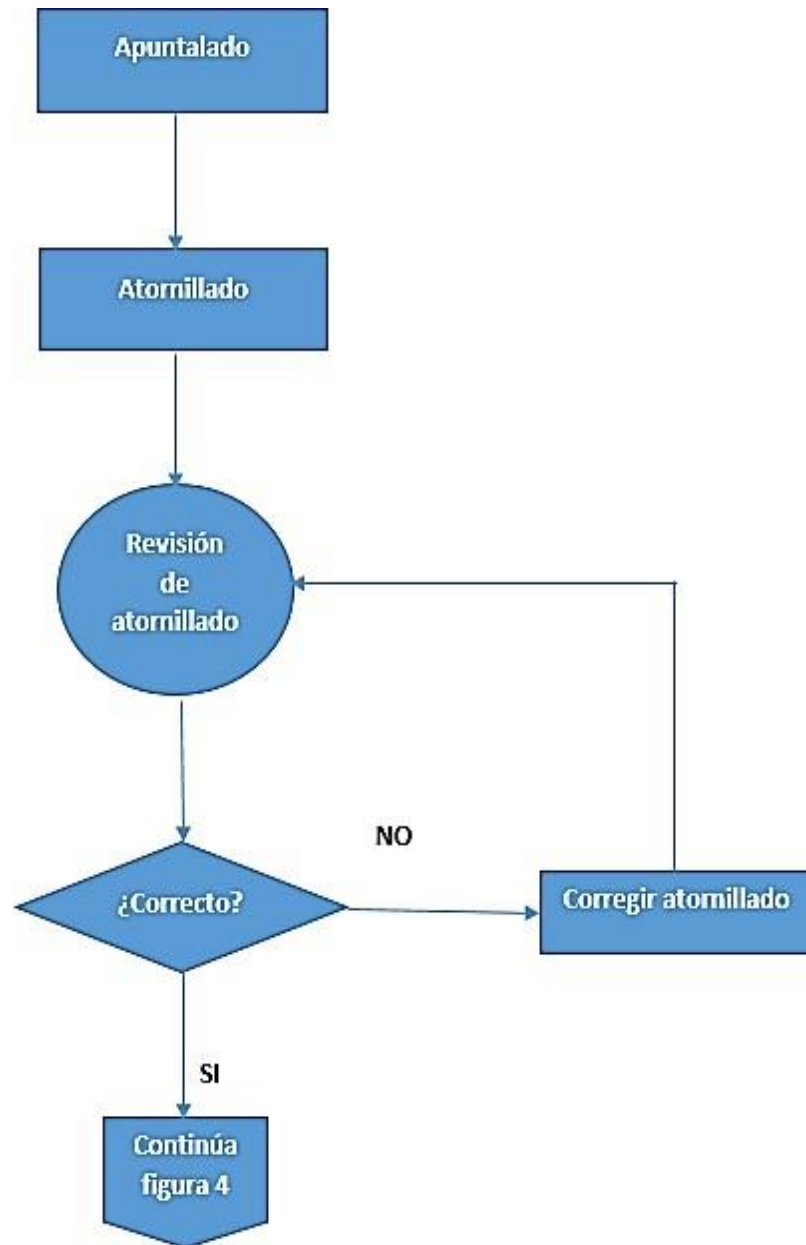 Apuntalado
Atornillado
Revisión
de
atornillado
¿Correcto?
NO
Corregir atornillado
SI
Continúa
figura 4